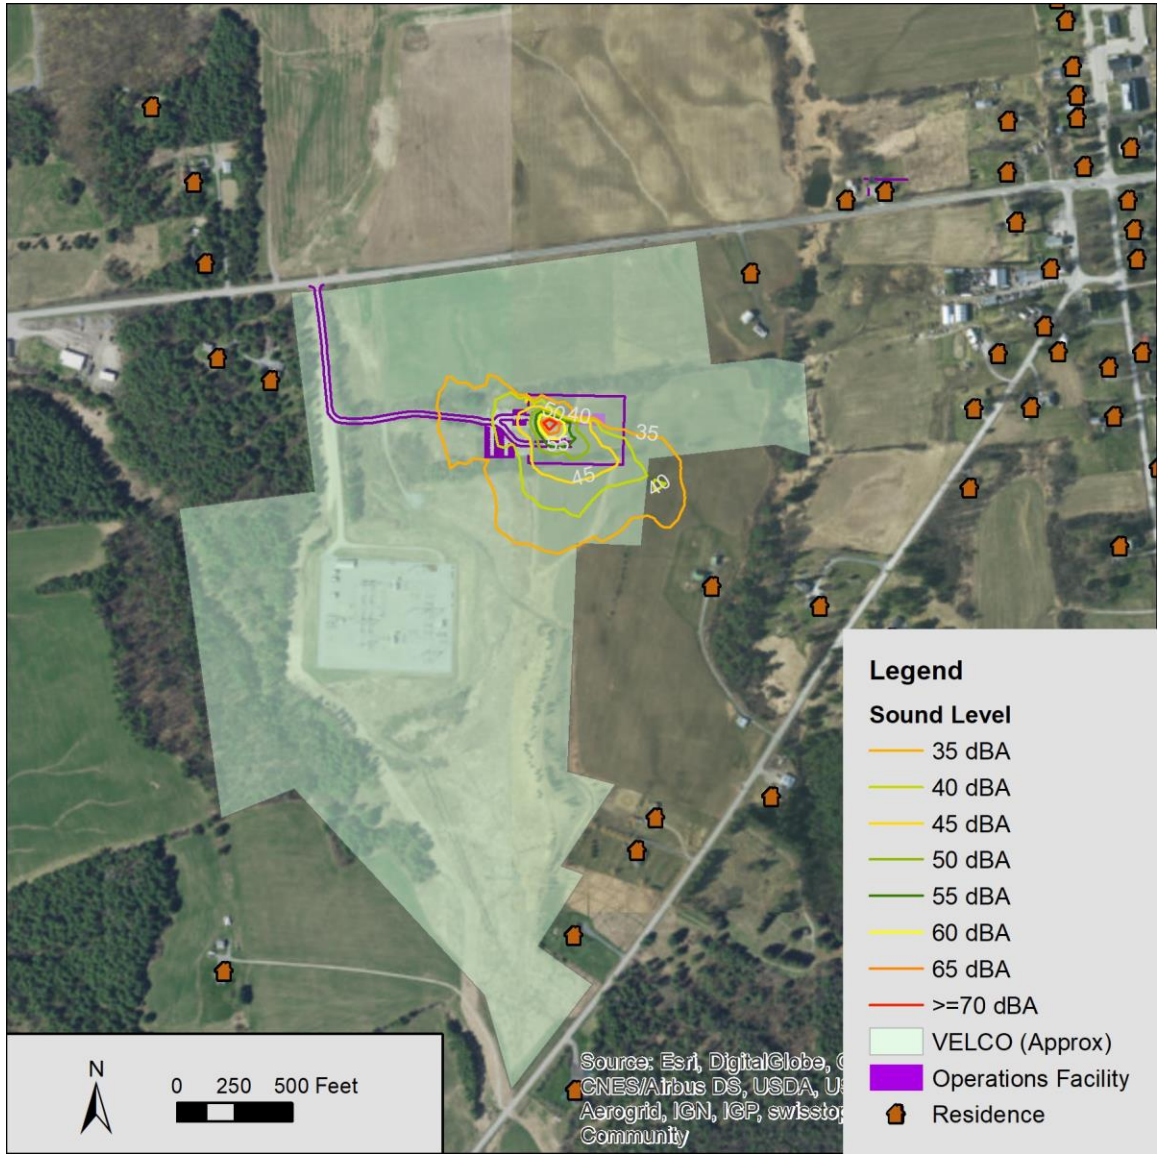 50 40
35
55
45
40
Legend
Sound Level
35 dBA
40 dBA
45 dBA
50 dBA
55 dBA
60 dBA
65 dBA
>=70 dBA
VELCO (Approx)
Operations Facility
Residence
N
0 250 500 Feet
Source: Esri, DigitalGlobe,
CNES/Airbus DS, USDA,
Aerogrid, IGN, IGP,
Community